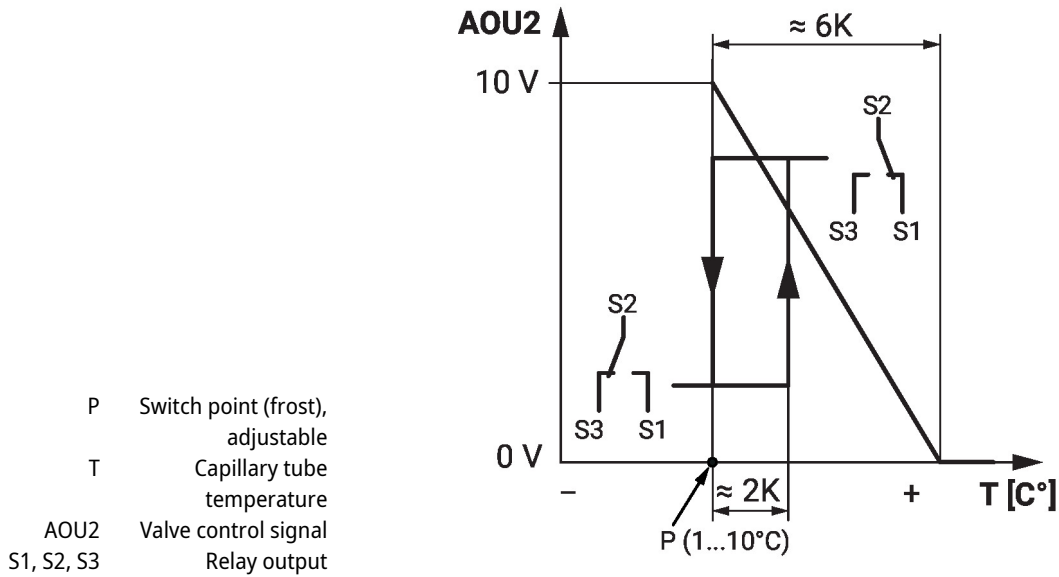 AOU2
≈ 6K
10 V
S2
S3 S1
S2
S3 S1
0 V
− ≈ 2K + T [C°]
P (1...10°C)
P Switch point (frost),
adjustable
T Capillary tube
temperature
AOU2 Valve control signal
S1, S2, S3 Relay output